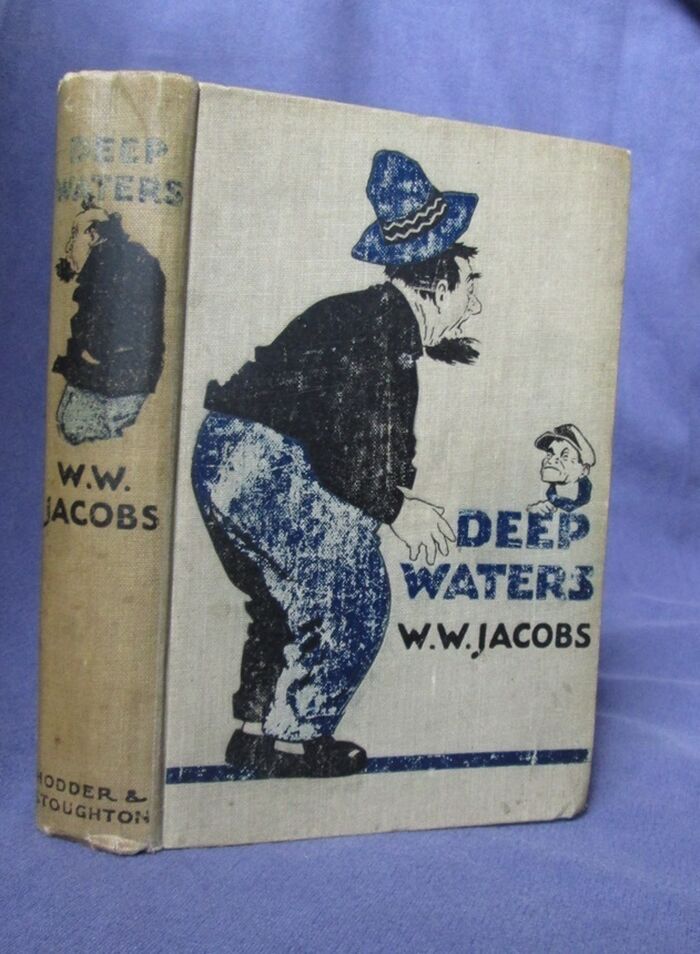 DEEP
WATERS
W.W.
JACOBS
HODDER &
STOUGHTON
DEEP
WATERS
W.W. JACOBS